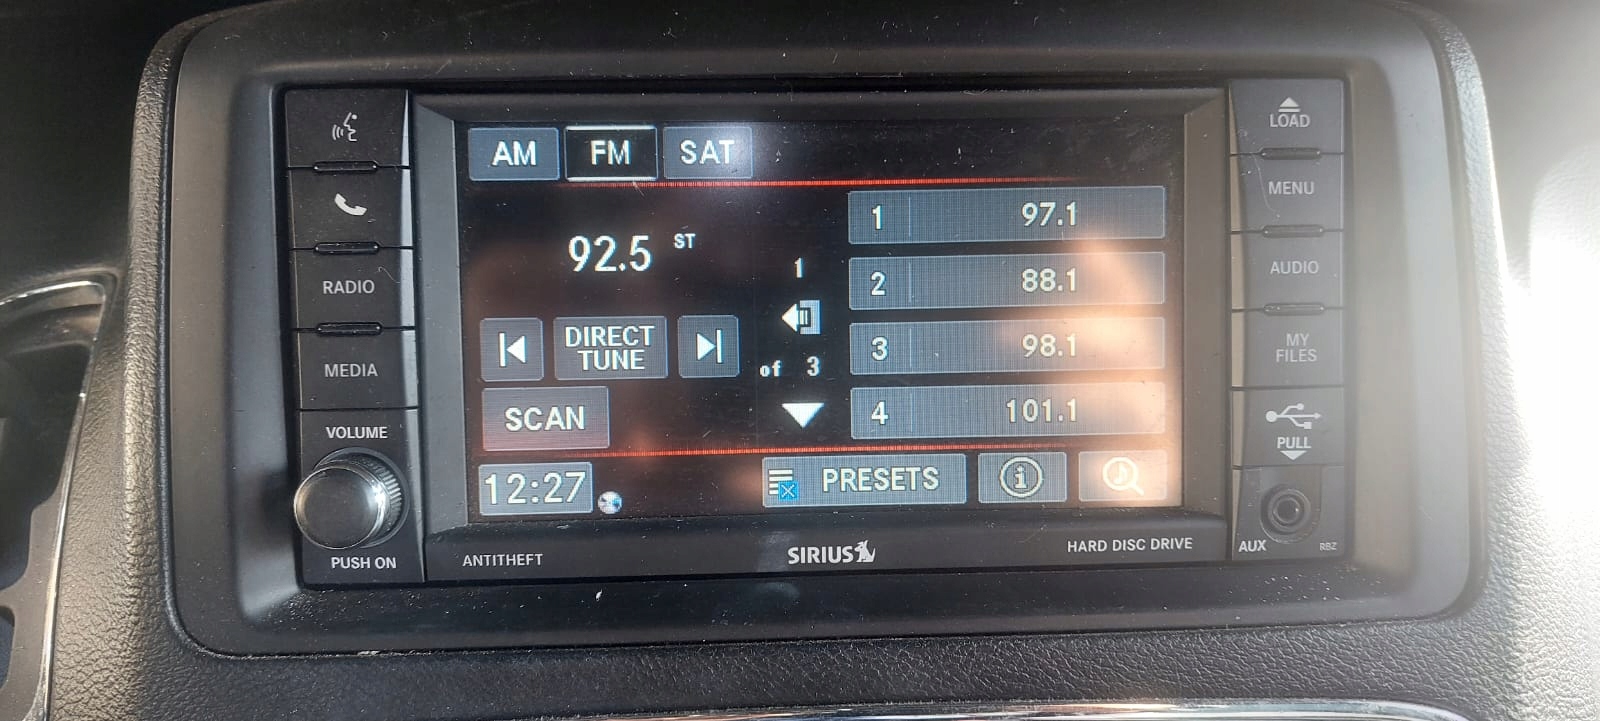 AM FM SAT
92.5 ST
1
of 3
DIRECT
TUNE
SCAN
1 97.1
2 88.1
3 98.1
4 101.1
12:27
PRESETS
i
RADIO
MEDIA
VOLUME
PUSH ON
LOAD
MENU
AUDIO
MY
FILES
PULL
AUX
RBZ
ANTITHEFT
SIRIUS
HARD DISC DRIVE